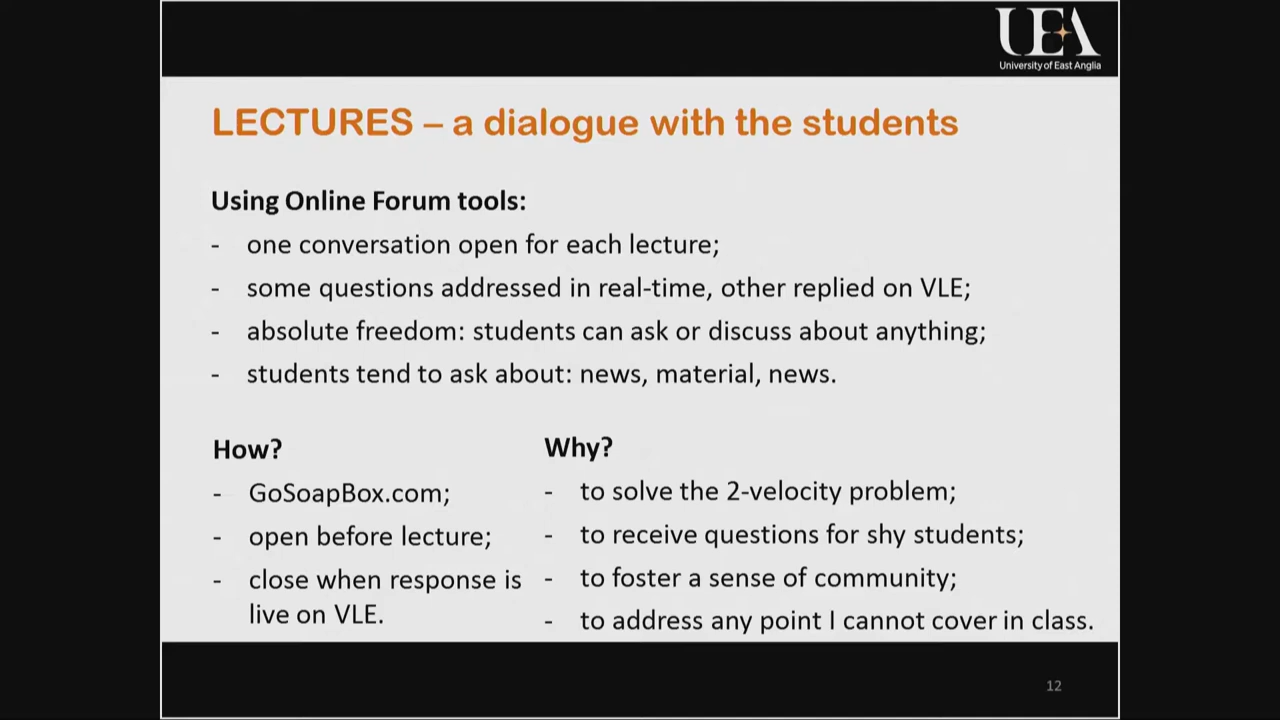 UEA
University of East Anglia
LECTURES – a dialogue with the students
Using Online Forum tools:
- one conversation open for each lecture;
- some questions addressed in real-time, other replied on VLE;
- absolute freedom: students can ask or discuss about anything;
- students tend to ask about: news, material, news.
How?
- GoSoapBox.com;
- open before lecture;
- close when response is
live on VLE.
Why?
- to solve the 2-velocity problem;
- to receive questions for shy students;
- to foster a sense of community;
- to address any point I cannot cover in class.
12